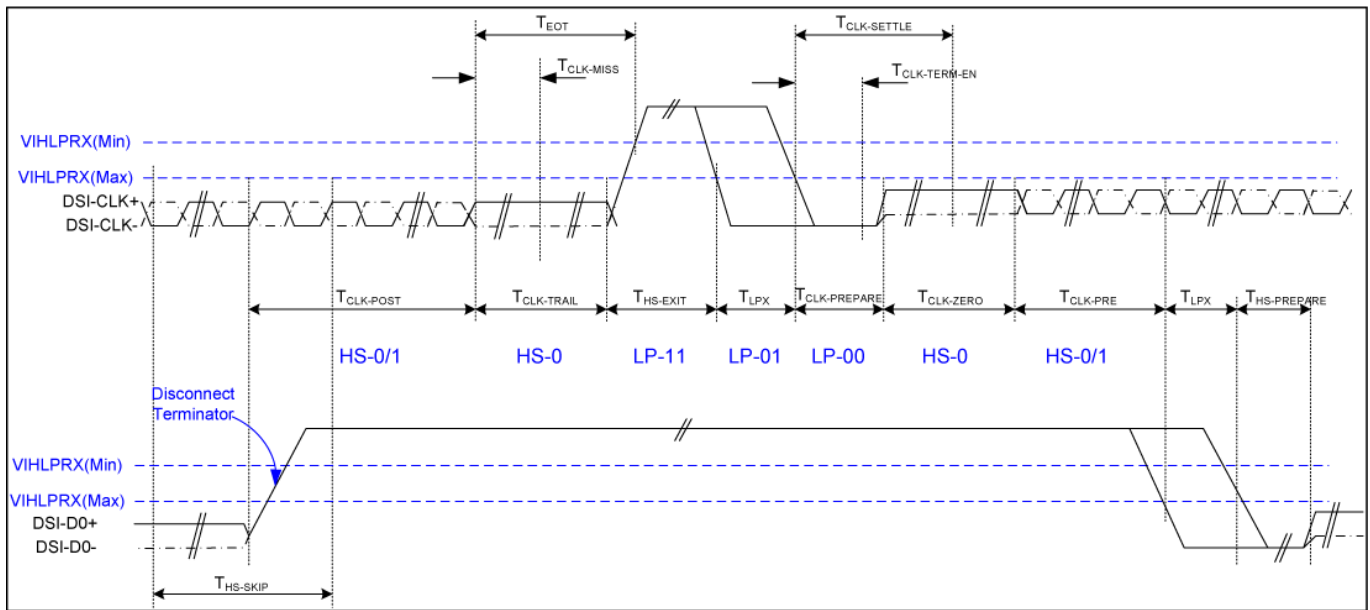 TEOT
TCLK-SETTLE
TCLK-MISS
TCLK-TERM-EN
VIHLPRX(Min)
VIHLPRX(Max)
DSI-CLK+
DSI-CLK-
TCLK-POST
TCLK-TRAIL
THS-EXIT
TLPX
TCLK-PREPARE
TCLK-ZERO
TCLK-PRE
TLPX
THS-PREPARE
HS-0/1
HS-0
LP-11
LP-01
LP-00
HS-0
HS-0/1
Disconnect
Terminator
VIHLPRX(Min)
VIHLPRX(Max)
DSI-D0+
DSI-D0-
THS-SKIP